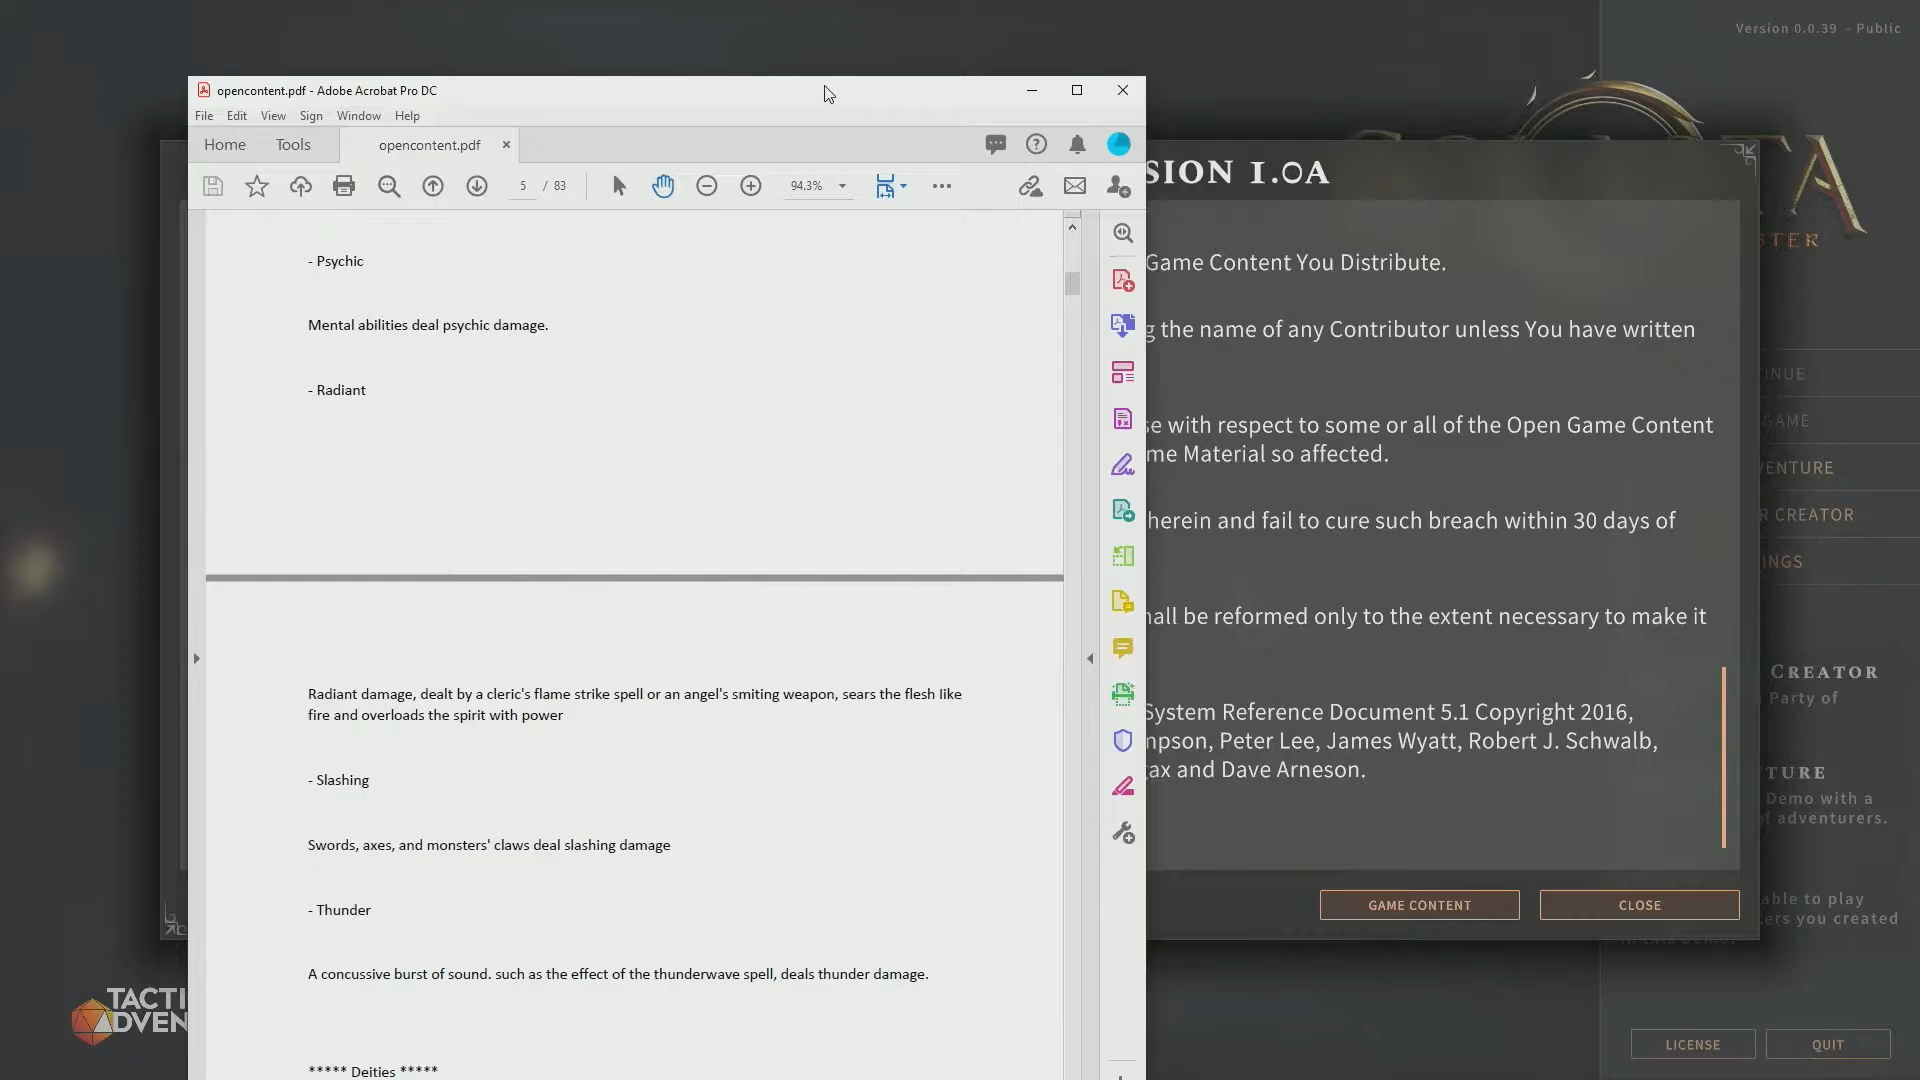 Version 0.0.39 - Public
opencontent.pdf - Adobe Acrobat Pro DC
File Edit View Sign Window Help
Home Tools opencontent.pdf
5 / 83 94.3%
- Psychic
Mental abilities deal psychic damage.
- Radiant
Radiant damage, dealt by a cleric's flame strike spell or an angel's smiting weapon, sears the flesh like
fire and overloads the spirit with power
- Slashing
Swords, axes, and monsters' claws deal slashing damage
- Thunder
A concussive burst of sound. such as the effect of the thunderwave spell, deals thunder damage.
***** Deities *****
SION 1.0A
Game Content You Distribute.
g the name of any Contributor unless You have written
se with respect to some or all of the Open Game Content
me Material so affected.
herein and fail to cure such breach within 30 days of
hall be reformed only to the extent necessary to make it
System Reference Document 5.1 Copyright 2016,
mpson, Peter Lee, James Wyatt, Robert J. Schwalb,
ax and Dave Arneson.
GAME CONTENT CLOSE
TA
STER
INUE
GAME
VENTURE
R CREATOR
INGS
CREATOR
Party of
TURE
Demo with a
f adventurers.
able to play
ers you created
in this Demo.
TACTI
ADVEN
LICENSE QUIT